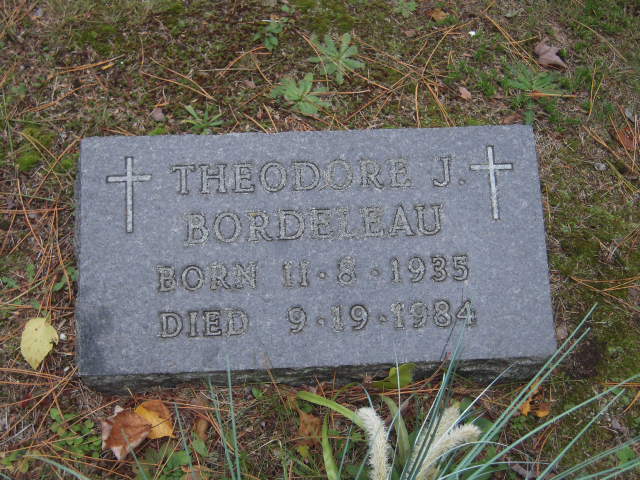 THEODORE J.
BORDELEAU
BORN 11·8·1935
DIED 9·19·1984